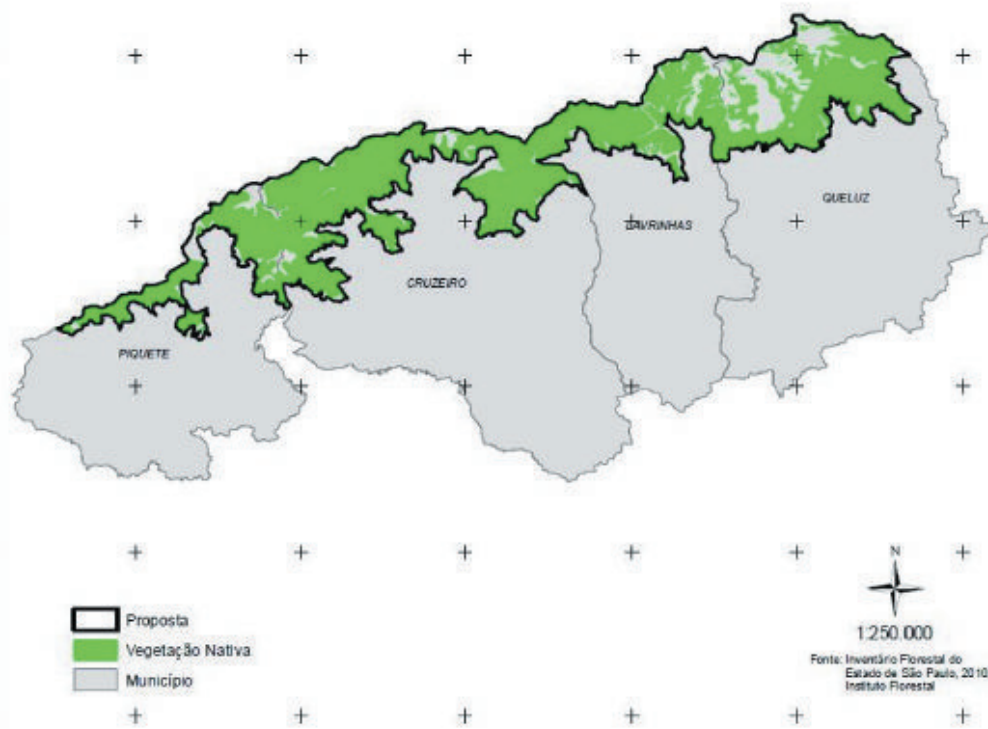 QUELUZ
LAVRINHAS
CRUZEIRO
PIQUETE
N
1:250.000
Proposta
Vegetação Nativa
Município
Fonte: Inventário Florestal do
Estado de São Paulo, 2010
Instituto Florestal